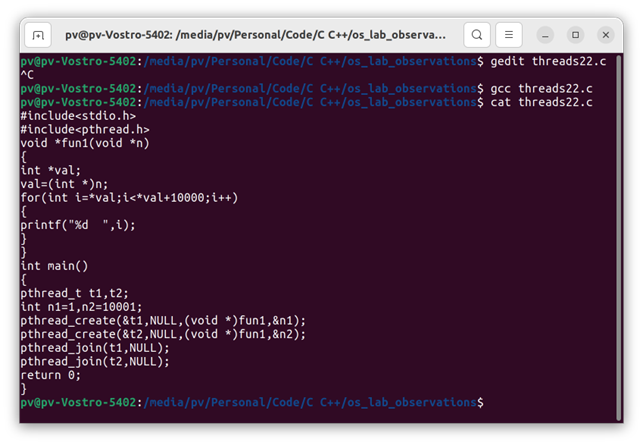 pv@pv-Vostro-5402: /media/pv/Personal/Code/C C++/os_lab_observa...
pv@pv-Vostro-5402:/media/pv/Personal/Code/C C++/os_lab_observations$ gedit threads22.c
^C
pv@pv-Vostro-5402:/media/pv/Personal/Code/C C++/os_lab_observations$ gcc threads22.c
pv@pv-Vostro-5402:/media/pv/Personal/Code/C C++/os_lab_observations$ cat threads22.c
#include<stdio.h>
#include<pthread.h>
void *fun1(void *n)
{
int *val;
val=(int *)n;
for(int i=*val;i<*val+10000;i++)
{
printf("%d  ",i);
}
}
int main()
{
pthread_t t1,t2;
int n1=1,n2=10001;
pthread_create(&t1,NULL,(void *)fun1,&n1);
pthread_create(&t2,NULL,(void *)fun1,&n2);
pthread_join(t1,NULL);
pthread_join(t2,NULL);
return 0;
}
pv@pv-Vostro-5402:/media/pv/Personal/Code/C C++/os_lab_observations$